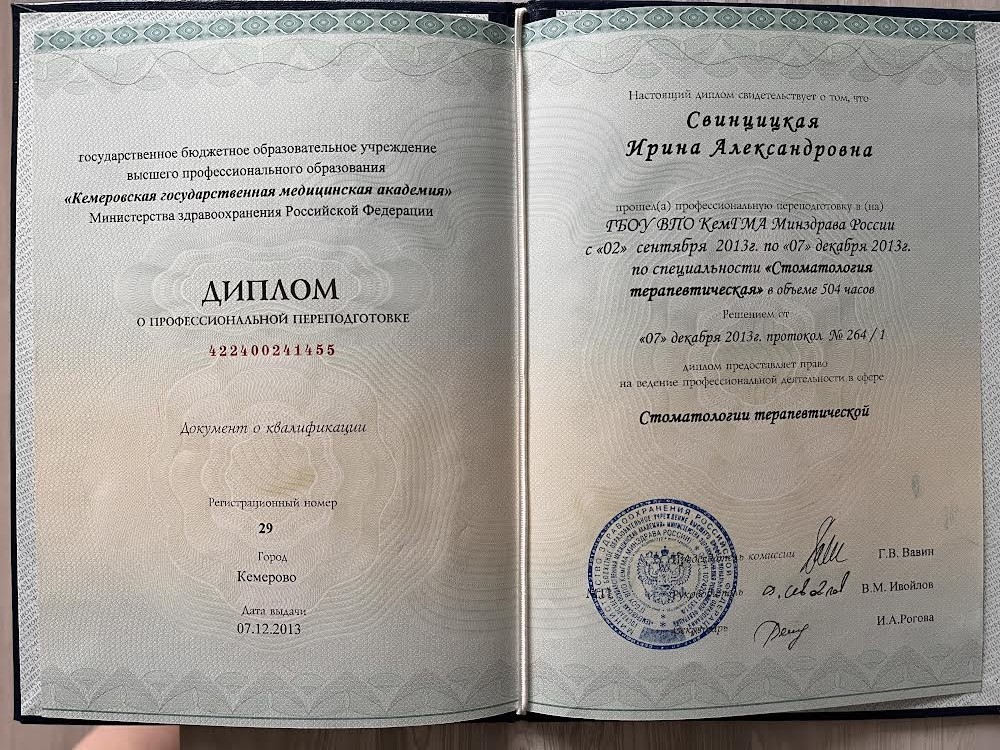 государственное бюджетное образовательное учреждение
высшего профессионального образования
«Кемеровская государственная медицинская академия»
Министерства здравоохранения Российской Федерации
ДИПЛОМ
О ПРОФЕССИОНАЛЬНОЙ ПЕРЕПОДГОТОВКЕ
422400241455
Документ о квалификации
Регистрационный номер
29
Город
Кемерово
Дата выдачи
07.12.2013
Настоящий диплом свидетельствует о том, что
Свинцицкая
Ирина Александровна
прошел(а) профессиональную переподготовку в (на)
ГБОУ ВПО КемГМА Минздрава России
с «02» сентября 2013г. по «07» декабря 2013г.
по специальности «Стоматология
терапевтическая» в объеме 504 часов
Решением от
«07» декабря 2013г. протокол № 264 / 1
диплом предоставляет право
на ведение профессиональной деятельности в сфере
Стоматологии терапевтической
Председатель комиссии Г.В. Вавин
Руководитель В.М. Ивойлов
Секретарь И.А.Рогова